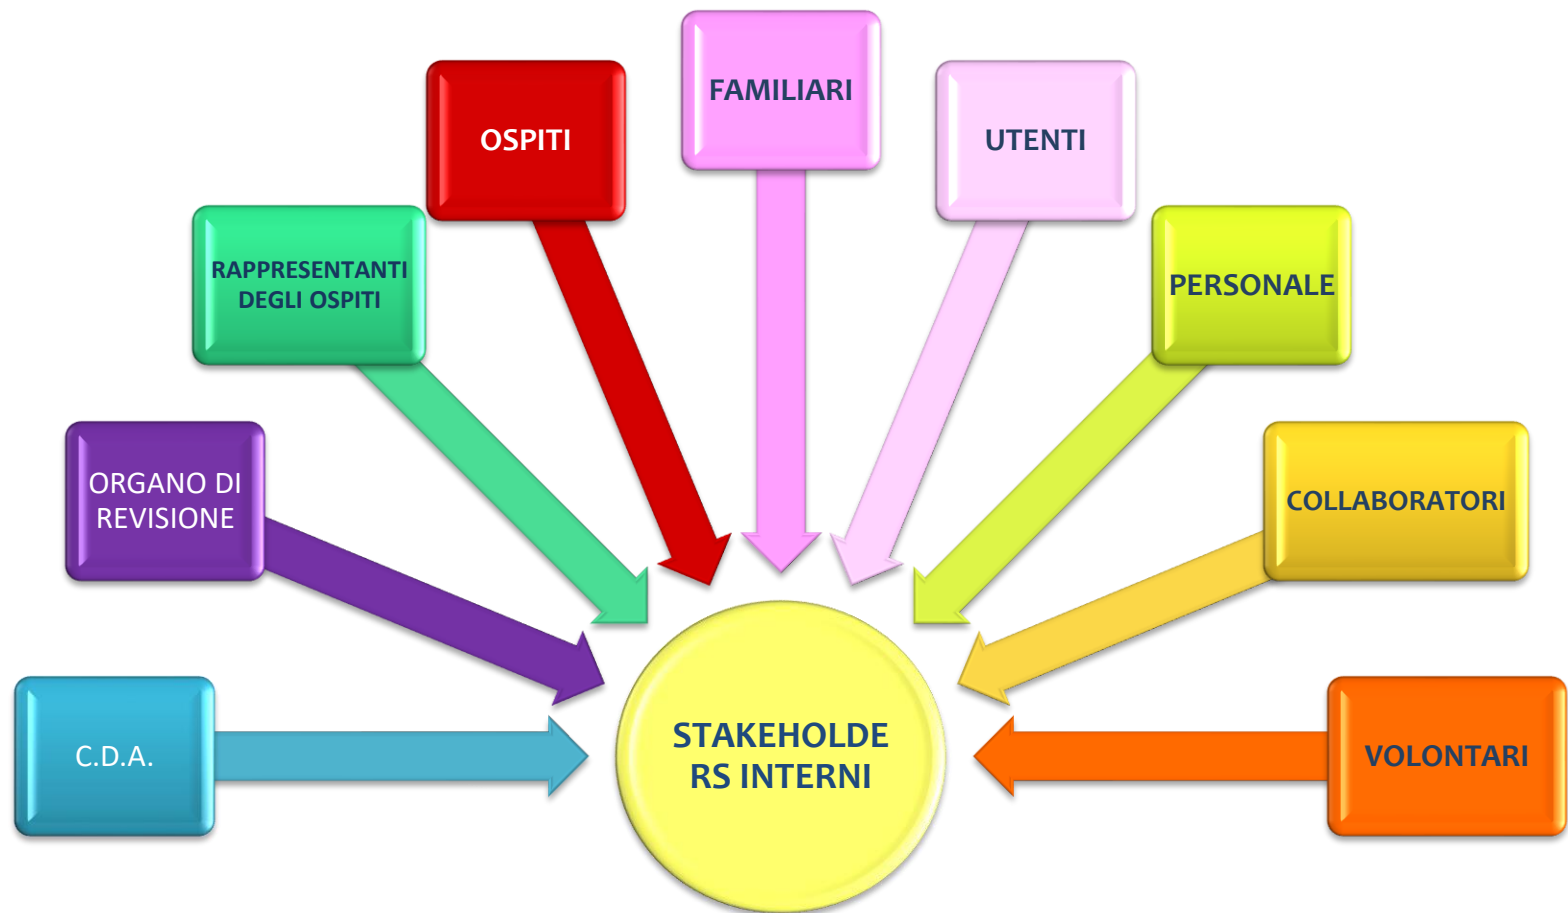 FAMILIARI
OSPITI
UTENTI
RAPPRESENTANTI
DEGLI OSPITI
PERSONALE
ORGANO DI
REVISIONE
COLLABORATORI
C.D.A.
STAKEHOLDE
RS INTERNI
VOLONTARI